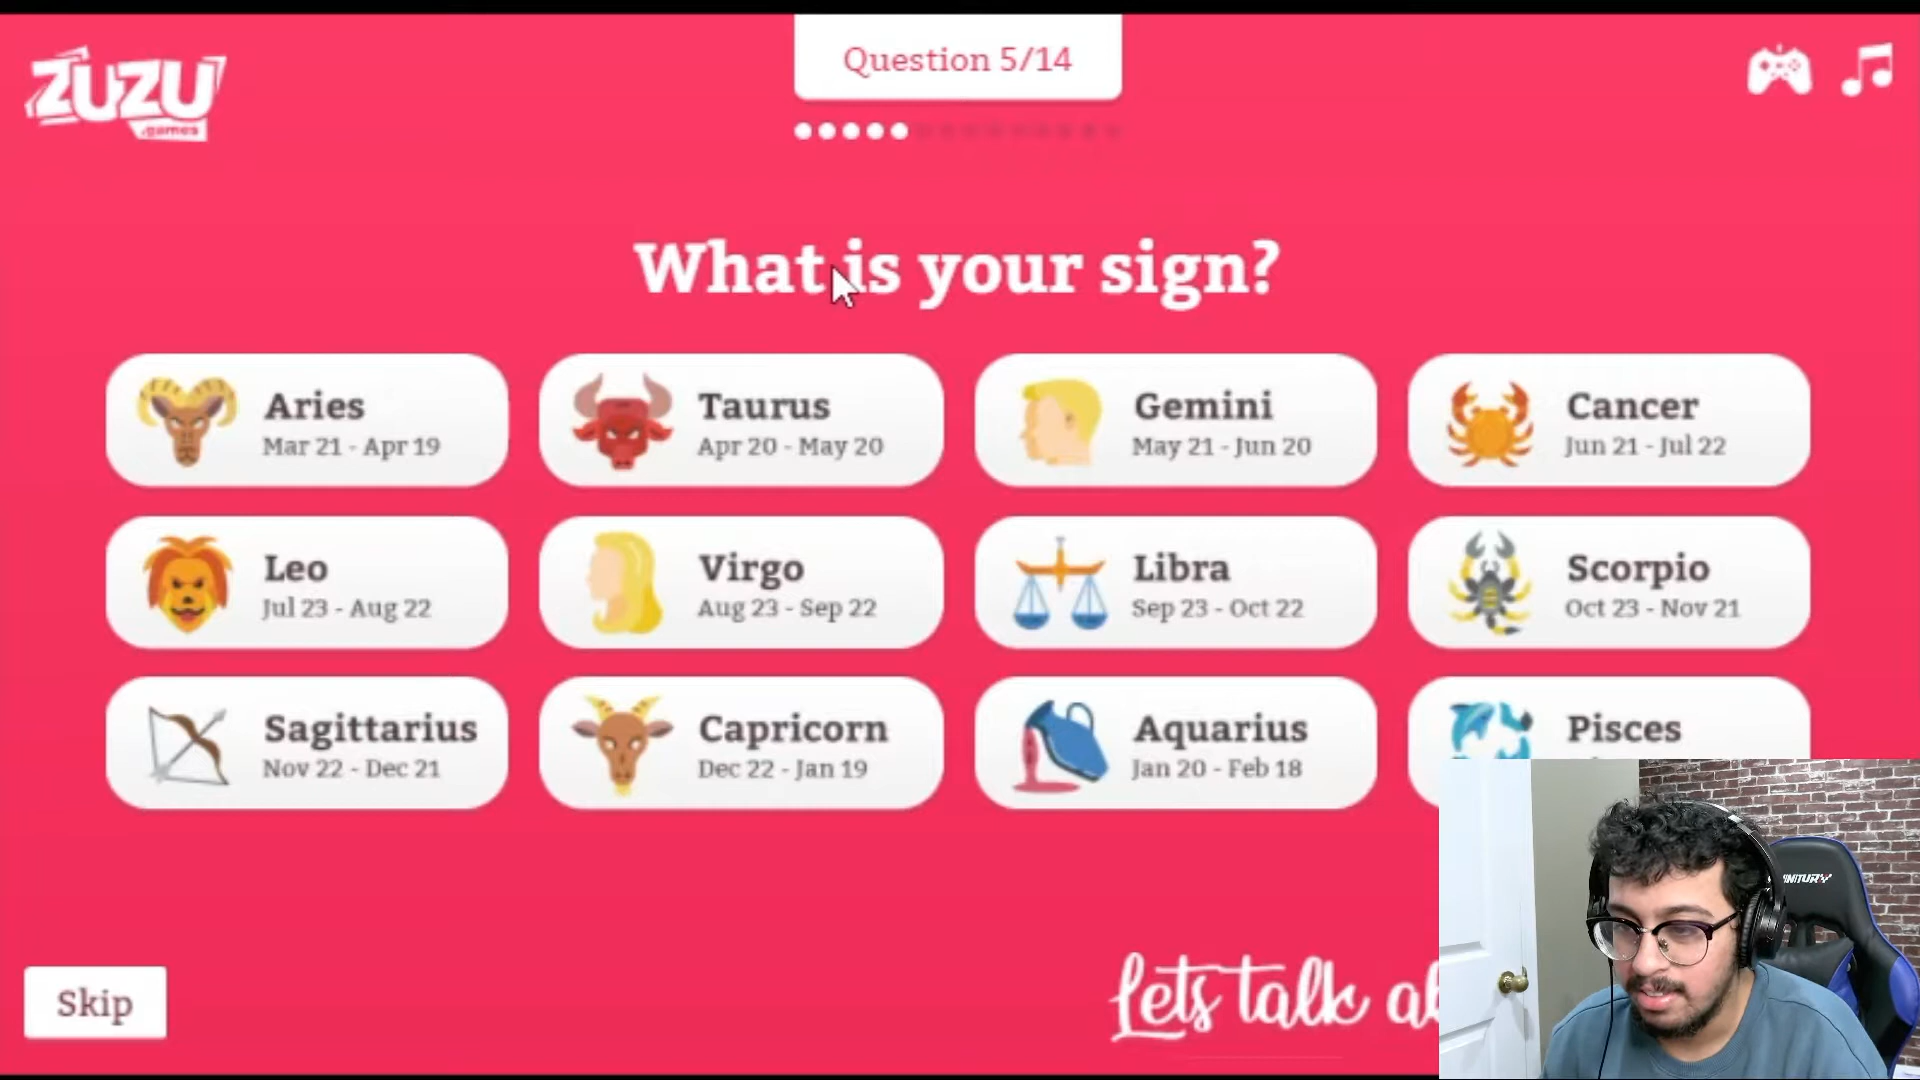 ZUZU
.games
Question 5/14
What is your sign?
Aries
Mar 21 - Apr 19
Taurus
Apr 20 - May 20
Gemini
May 21 - Jun 20
Cancer
Jun 21 - Jul 22
Leo
Jul 23 - Aug 22
Virgo
Aug 23 - Sep 22
Libra
Sep 23 - Oct 22
Scorpio
Oct 23 - Nov 21
Sagittarius
Nov 22 - Dec 21
Capricorn
Dec 22 - Jan 19
Aquarius
Jan 20 - Feb 18
Pisces
Skip
Lets talk